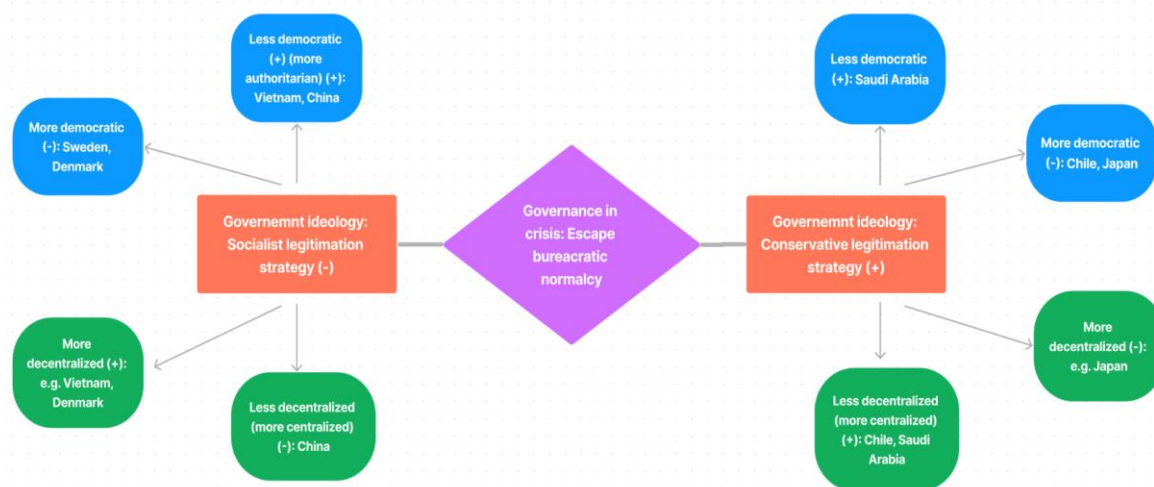 Less democratic
(+) (more
authoritarian) (+):
Vietnam, China
More democratic
(-): Sweden,
Denmark
Governemnt ideology:
Socialist legitimation
strategy (-)
More
decentralized (+):
e.g. Vietnam,
Denmark
Less decentralized
(more centralized)
(-): China
Governance in
crisis: Escape
bureacratic
normalcy
Less democratic
(+): Saudi Arabia
More democratic
(-): Chile, Japan
Governemnt ideology:
Conservative legitimation
strategy (+)
More
decentralized (-):
e.g. Japan
Less decentralized
(more centralized)
(+): Chile, Saudi
Arabia